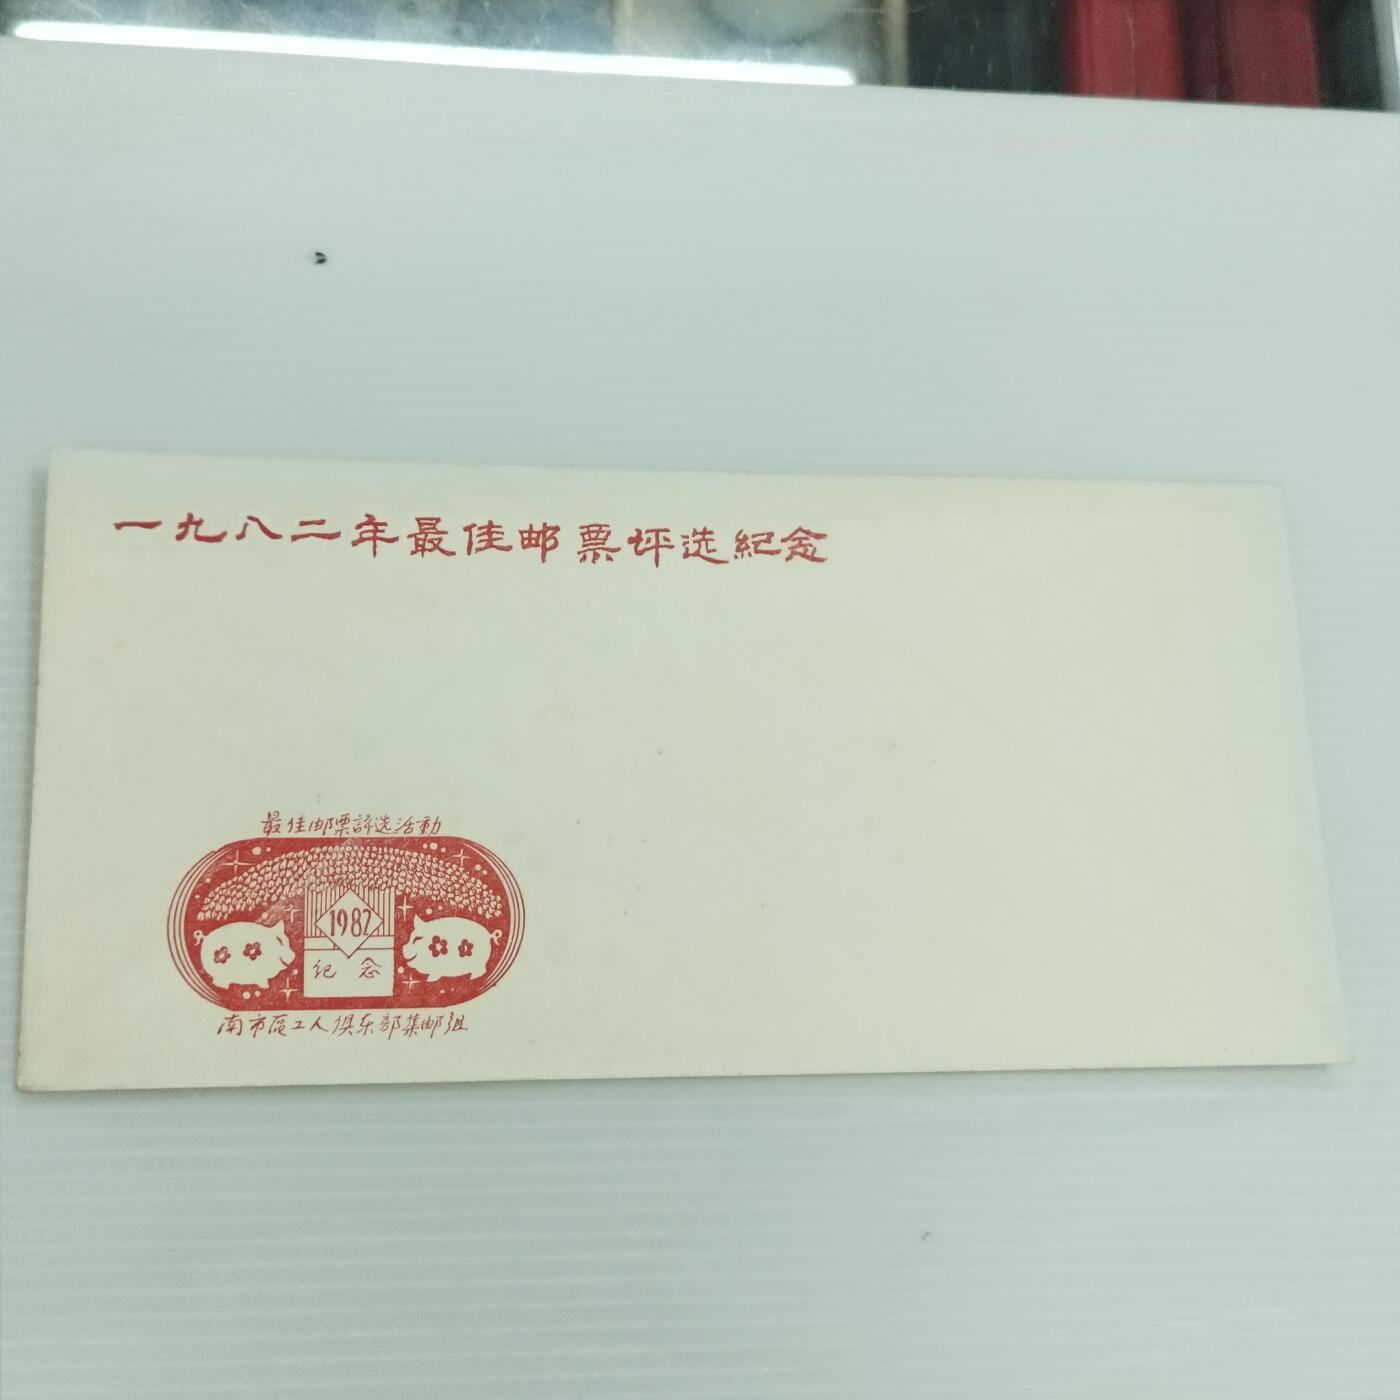 一九八二年最佳邮票评选紀念
最佳邮票評选活動
1982
纪念
南市區工人俱乐部集邮组